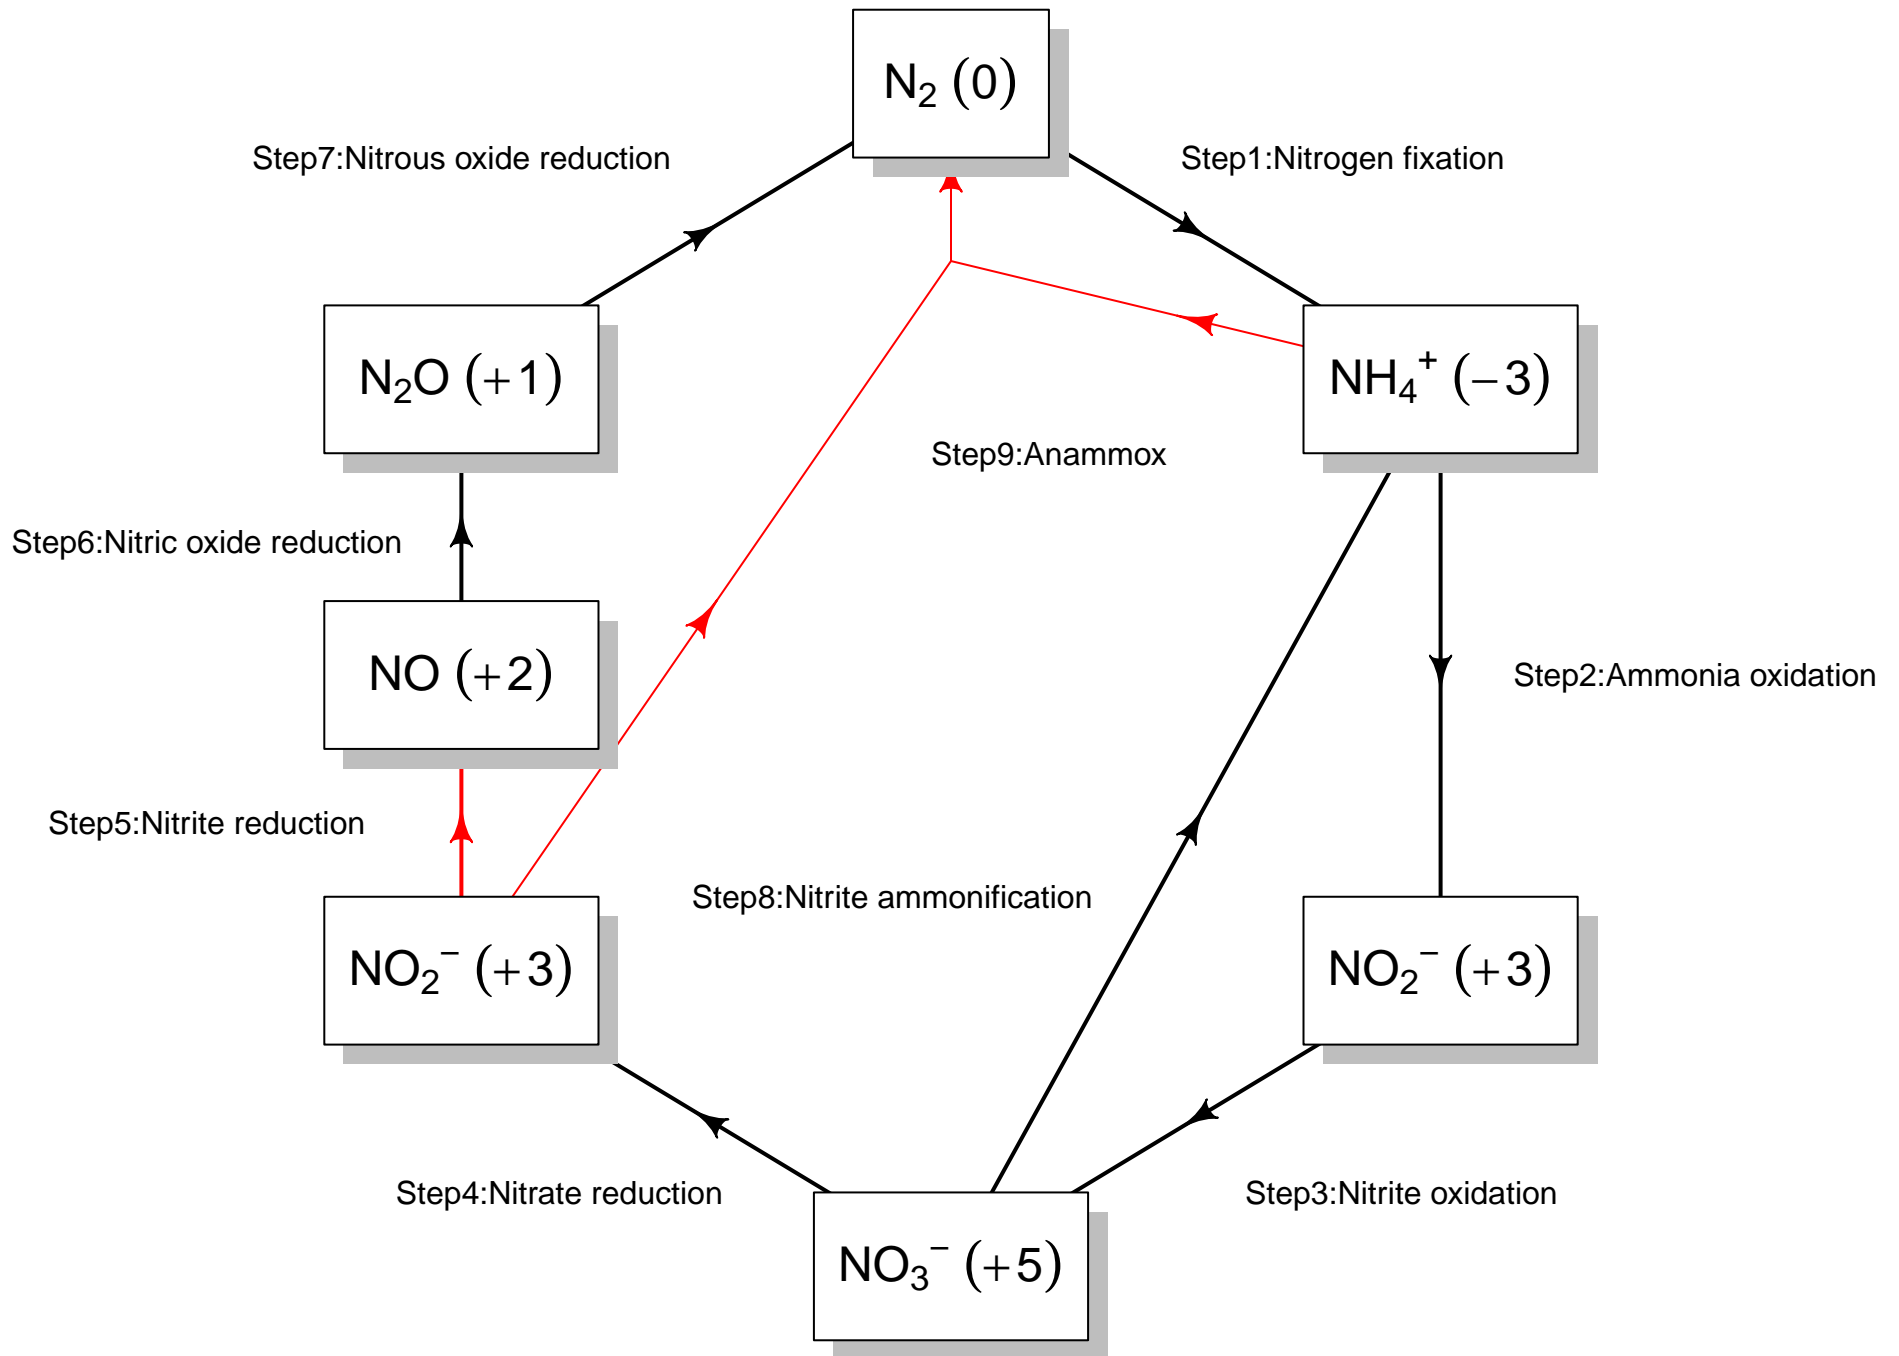 N₂ (0)
Step7:Nitrous oxide reduction
Step1:Nitrogen fixation
N₂O (+1)
NH₄⁺ (−3)
Step9:Anammox
Step6:Nitric oxide reduction
NO (+2)
Step2:Ammonia oxidation
Step5:Nitrite reduction
Step8:Nitrite ammonification
NO₂⁻ (+3)
NO₂⁻ (+3)
Step4:Nitrate reduction
Step3:Nitrite oxidation
NO₃⁻ (+5)